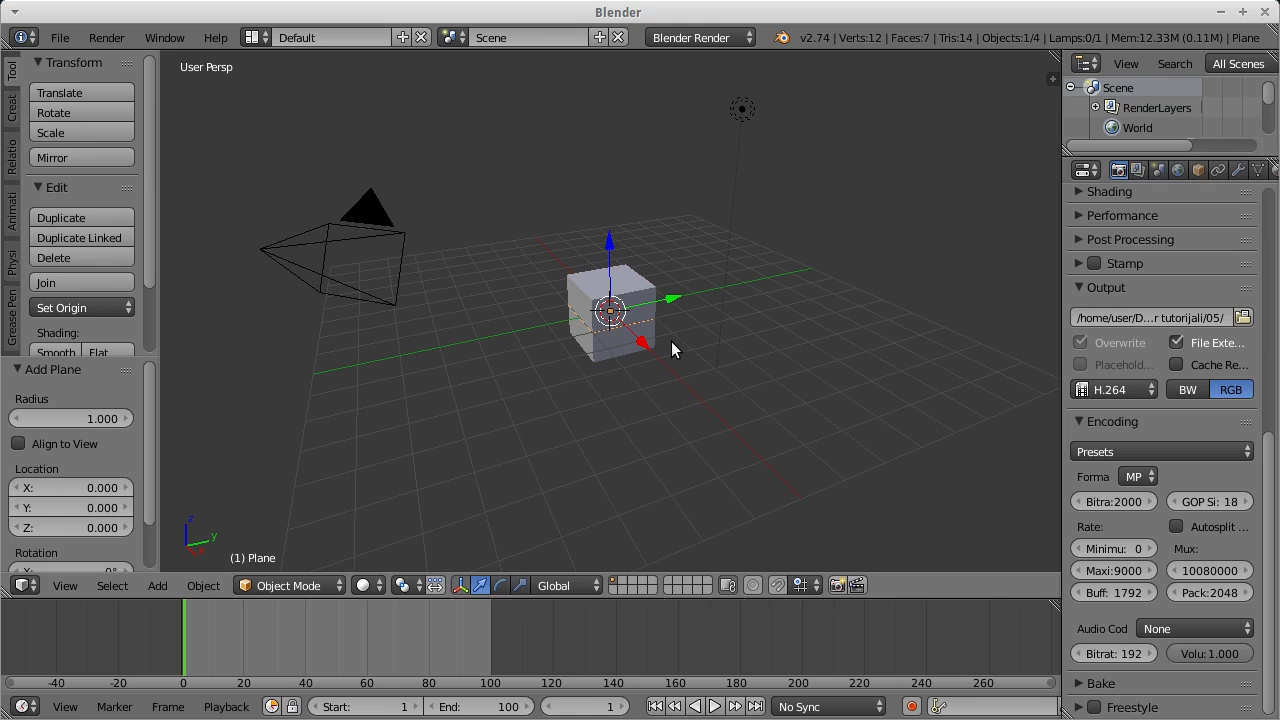 Blender
File Render Window Help Default Scene Blender Render v2.74 | Verts:12 | Faces:7 | Tris:14 | Objects:1/4 | Lamps:0/1 | Mem:12.33M (0.11M) | Plane
Tool
Creat
Relatio
Animati
Physi
Grease Pen
Transform
Translate
Rotate
Scale
Mirror
Edit
Duplicate
Duplicate Linked
Delete
Join
Set Origin
Shading:
Smooth Flat
Add Plane
Radius
1.000
Align to View
Location
X: 0.000
Y: 0.000
Z: 0.000
Rotation
User Persp
z
y
(1) Plane
View Select Add Object Object Mode Global
-40 -20 0 20 40 60 80 100 120 140 160 180 200 220 240 260
View Marker Frame Playback Start: 1 End: 100 1 No Sync
View Search All Scenes
Scene
RenderLayers
World
Shading
Performance
Post Processing
Stamp
Output
/home/user/D...r tutorijali/05/
Overwrite File Exte...
Placehold... Cache Re...
H.264 BW RGB
Encoding
Presets
Forma MP
Bitra:2000 GOP Si: 18
Rate: Autosplit ...
Minimu: 0 Mux:
Maxi:9000 10080000
Buff: 1792 Pack:2048
Audio Cod None
Bitrat: 192 Volu:1.000
Bake
Freestyle